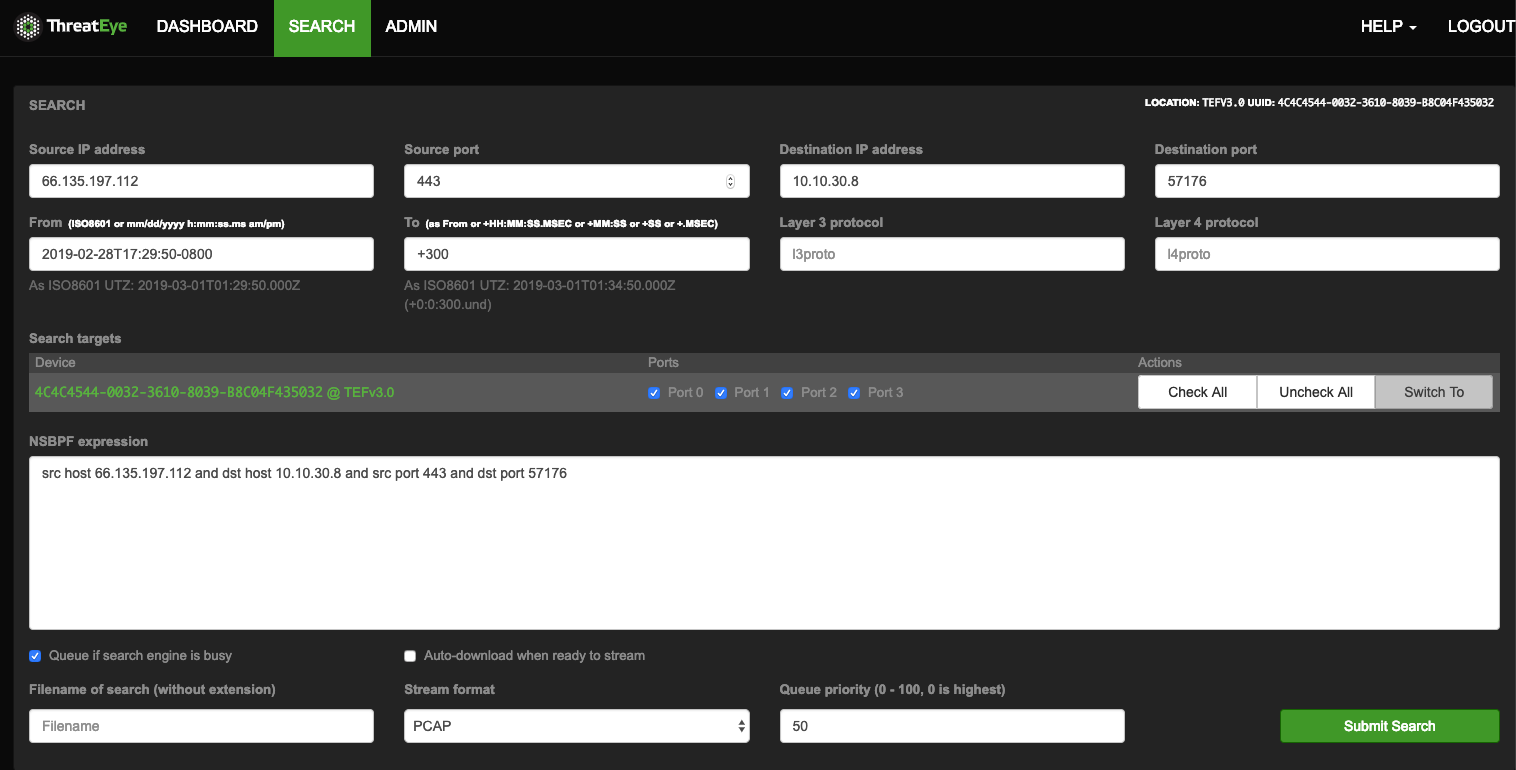 ThreatEye DASHBOARD SEARCH ADMIN HELP LOGOUT
SEARCH LOCATION: TEFV3.0 UUID: 4C4C4544-0032-3610-8039-B8C04F435032
Source IP address Source port Destination IP address Destination port
66.135.197.112 443 10.10.30.8 57176
From (ISO8601 or mm/dd/yyyy h:mm:ss.ms am/pm) To (as From or +HH:MM:SS.MSEC or +MM:SS or +SS or +.MSEC) Layer 3 protocol Layer 4 protocol
2019-02-28T17:29:50-0800 +300 l3proto l4proto
As ISO8601 UTZ: 2019-03-01T01:29:50.000Z As ISO8601 UTZ: 2019-03-01T01:34:50.000Z
(+0:0:300.und)
Search targets
Device Ports Actions
4C4C4544-0032-3610-8039-B8C04F435032 @ TEFv3.0 Port 0 Port 1 Port 2 Port 3 Check All Uncheck All Switch To
NSBPF expression
src host 66.135.197.112 and dst host 10.10.30.8 and src port 443 and dst port 57176
Queue if search engine is busy Auto-download when ready to stream
Filename of search (without extension) Stream format Queue priority (0 - 100, 0 is highest)
Filename PCAP 50 Submit Search